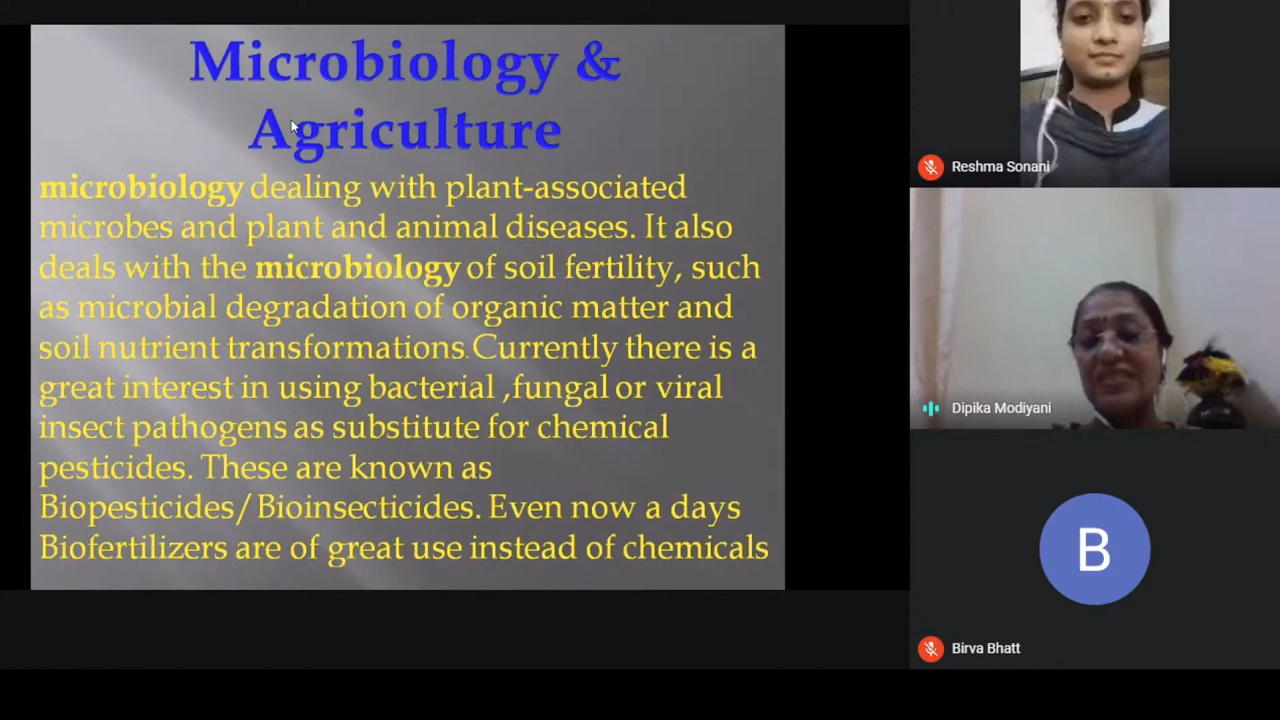 Microbiology &
Agriculture
microbiology dealing with plant-associated
microbes and plant and animal diseases. It also
deals with the microbiology of soil fertility, such
as microbial degradation of organic matter and
soil nutrient transformations. Currently there is a
great interest in using bacterial ,fungal or viral
insect pathogens as substitute for chemical
pesticides. These are known as
Biopesticides/Bioinsecticides. Even now a days
Biofertilizers are of great use instead of chemicals
Reshma Sonani
Dipika Modiyani
B
Birva Bhatt